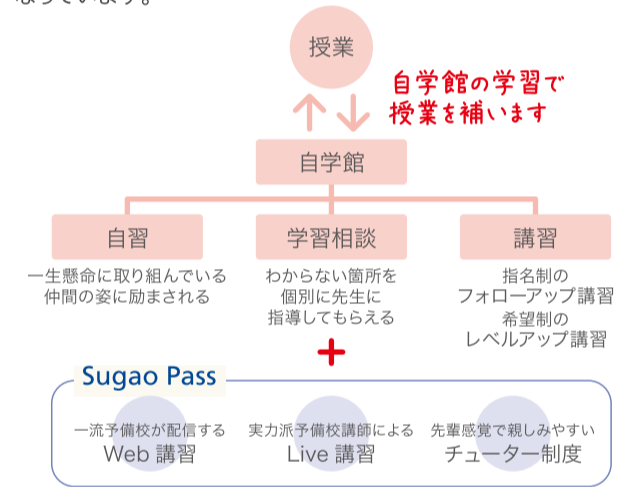 授業
自学館の学習で
授業を補います
自学館
自習
一生懸命に取り組んでいる
仲間の姿に励まされる
学習相談
わからない箇所を
個別に先生に
指導してもらえる
講習
指名制の
フォローアップ講習
希望制の
レベルアップ講習
+
Sugao Pass
一流予備校が配信する
Web 講習
実力派予備校講師による
Live 講習
先輩感覚で親しみやすい
チューター制度